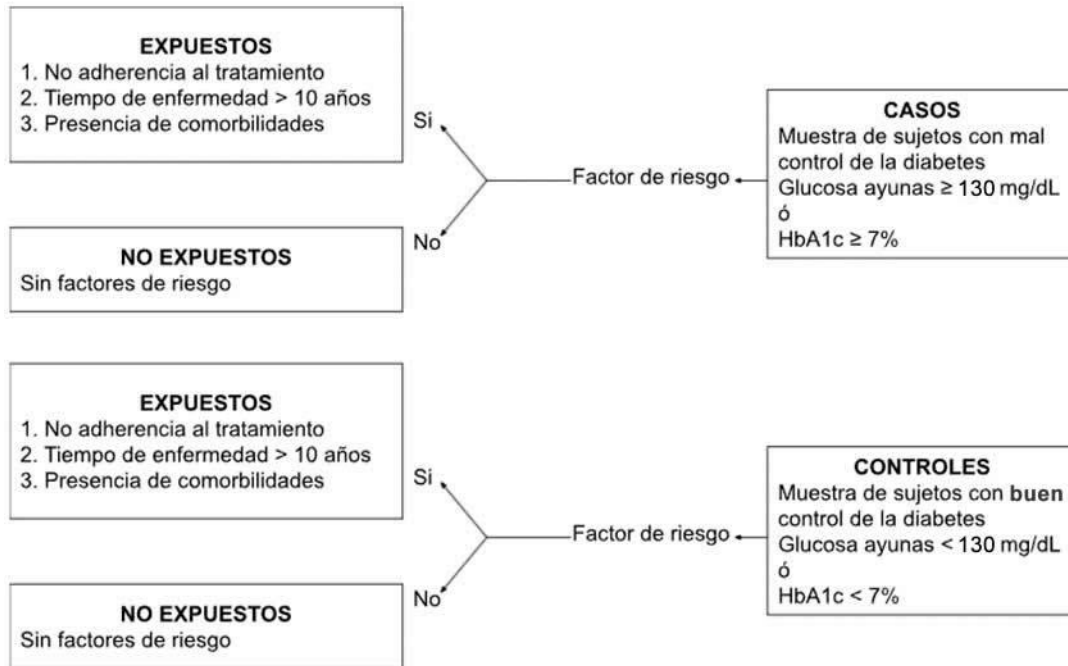 EXPUESTOS
1. No adherencia al tratamiento
2. Tiempo de enfermedad > 10 años
3. Presencia de comorbilidades
Si
Factor de riesgo
No
NO EXPUESTOS
Sin factores de riesgo
CASOS
Muestra de sujetos con mal
control de la diabetes
Glucosa ayunas ≥ 130 mg/dL
ó
HbA1c ≥ 7%
EXPUESTOS
1. No adherencia al tratamiento
2. Tiempo de enfermedad > 10 años
3. Presencia de comorbilidades
Si
Factor de riesgo
No
NO EXPUESTOS
Sin factores de riesgo
CONTROLES
Muestra de sujetos con buen
control de la diabetes
Glucosa ayunas < 130 mg/dL
ó
HbA1c < 7%